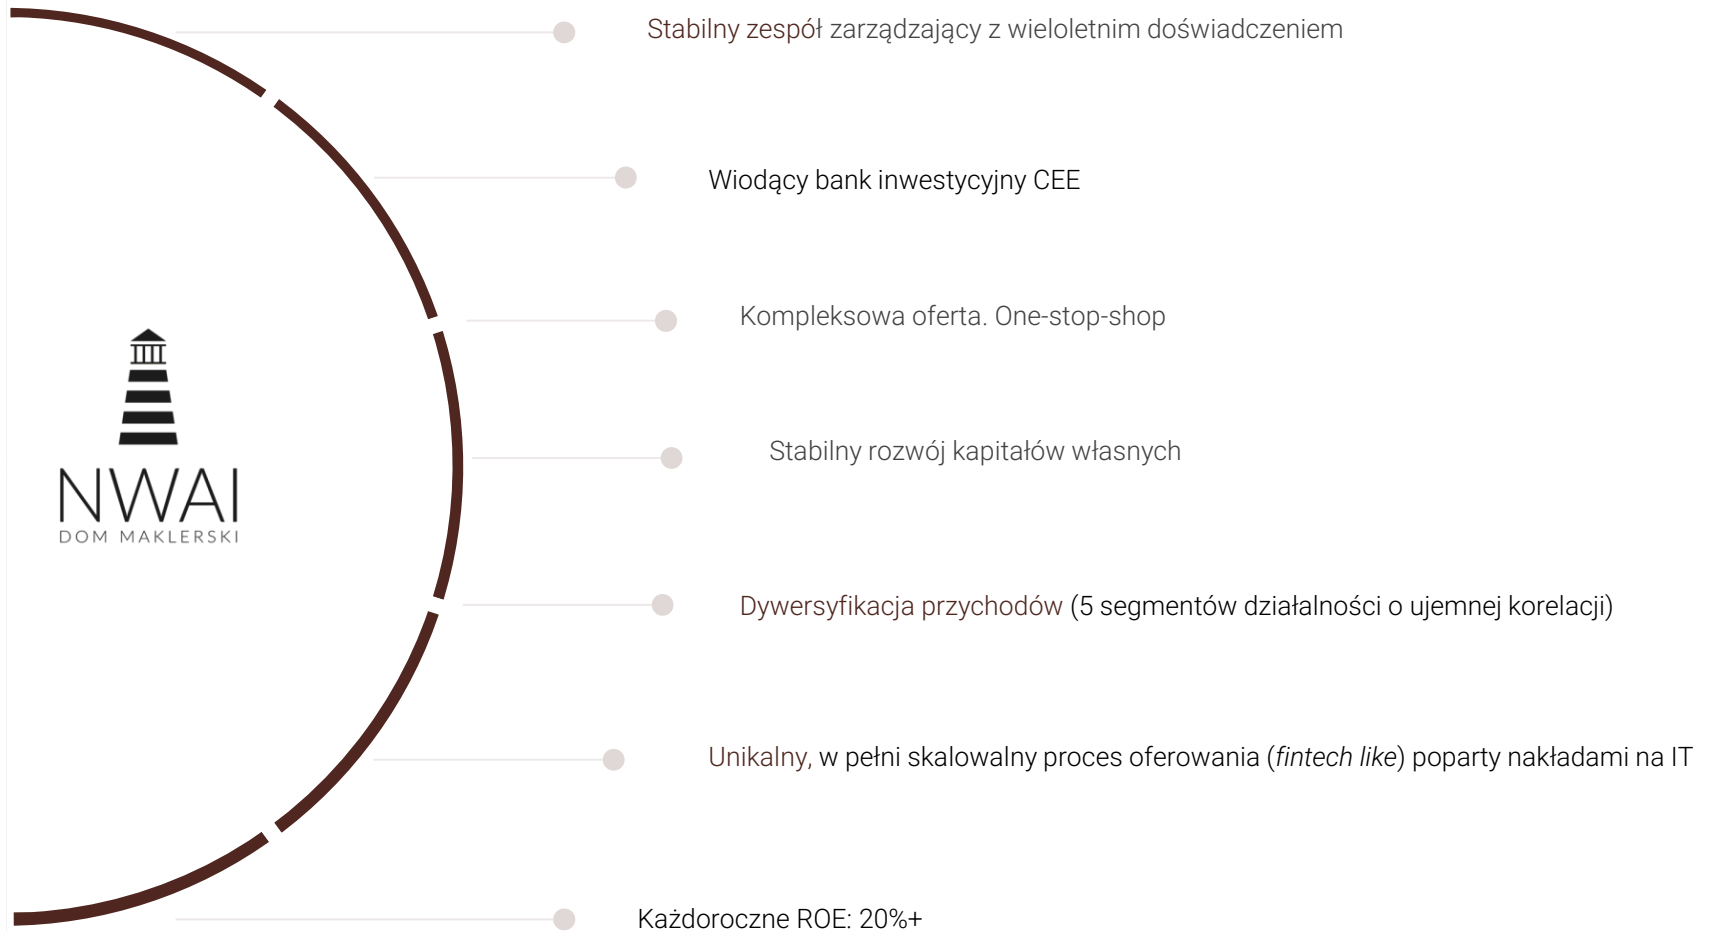 Stabilny zespół zarządzający z wieloletnim doświadczeniem
Wiodący bank inwestycyjny CEE
Kompleksowa oferta. One-stop-shop
NWAI
DOM MAKLERSKI
Stabilny rozwój kapitałów własnych
Dywersyfikacja przychodów (5 segmentów działalności o ujemnej korelacji)
Unikalny, w pełni skalowalny proces oferowania (fintech like) poparty nakładami na IT
Każdoroczne ROE: 20%+